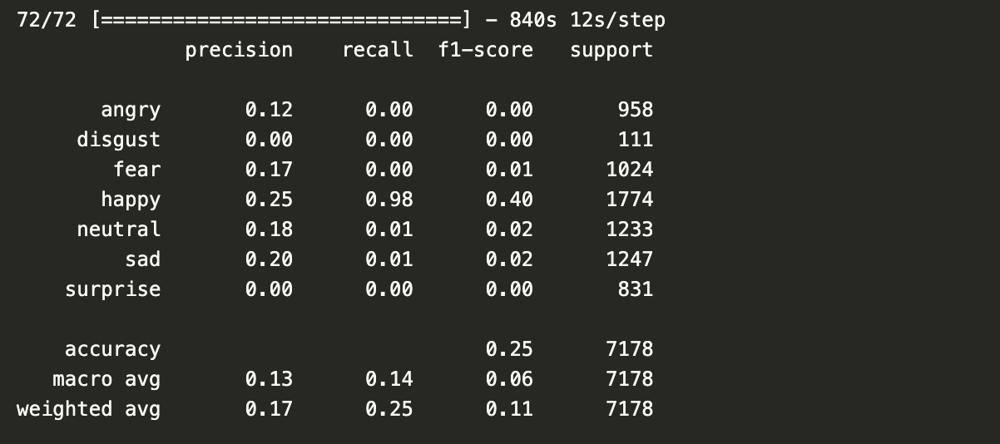 72/72 [==============================] - 840s 12s/step
precision recall f1-score support
angry 0.12 0.00 0.00 958
disgust 0.00 0.00 0.00 111
fear 0.17 0.00 0.01 1024
happy 0.25 0.98 0.40 1774
neutral 0.18 0.01 0.02 1233
sad 0.20 0.01 0.02 1247
surprise 0.00 0.00 0.00 831
accuracy 0.25 7178
macro avg 0.13 0.14 0.06 7178
weighted avg 0.17 0.25 0.11 7178